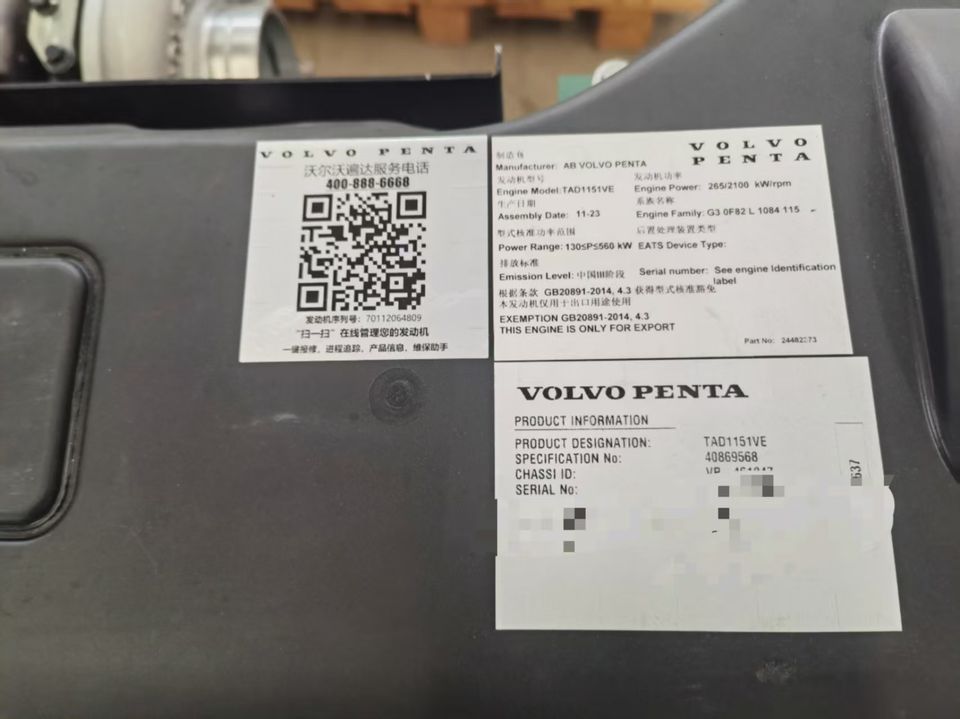 VOLVO PENTA
沃尔沃遍达服务电话
400-888-6668
发动机序列号: 70112064809
"扫一扫" 在线管理您的发动机
一键报修、进程追踪、产品信息、维保助手
VOLVO
PENTA
制造商
Manufacturer: AB VOLVO PENTA
发动机型号
Engine Model:TAD1151VE
发动机功率
Engine Power: 265/2100 kW/rpm
生产日期
Assembly Date: 11-23
系族名称
Engine Family: G3 0F82 L 1084 115
型式核准功率范围
Power Range: 130≤P≤560 kW
后置处理装置类型
EATS Device Type:
排放标准
Emission Level: 中国III阶段
Serial number: See engine Identification
label
根据条款 GB20891-2014, 4.3 获得型式核准豁免
本发动机仅用于出口用途使用
EXEMPTION GB20891-2014, 4.3
THIS ENGINE IS ONLY FOR EXPORT
Part No:
VOLVO PENTA
PRODUCT INFORMATION
PRODUCT DESIGNATION: TAD1151VE
SPECIFICATION No: 40869568
CHASSI ID:
SERIAL No:
637